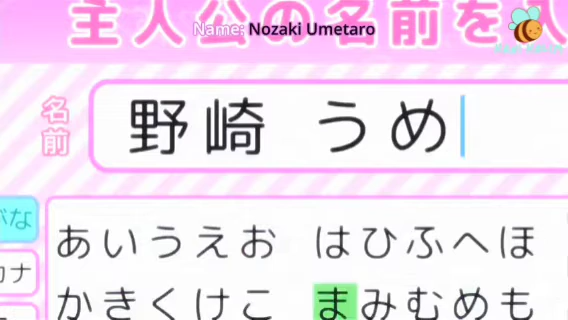 主人公の名前を入
Name: Nozaki Umetaro
名前
野崎 うめ
がな
カナ
あいうえお はひふへほ
かきくけこ まみむめも